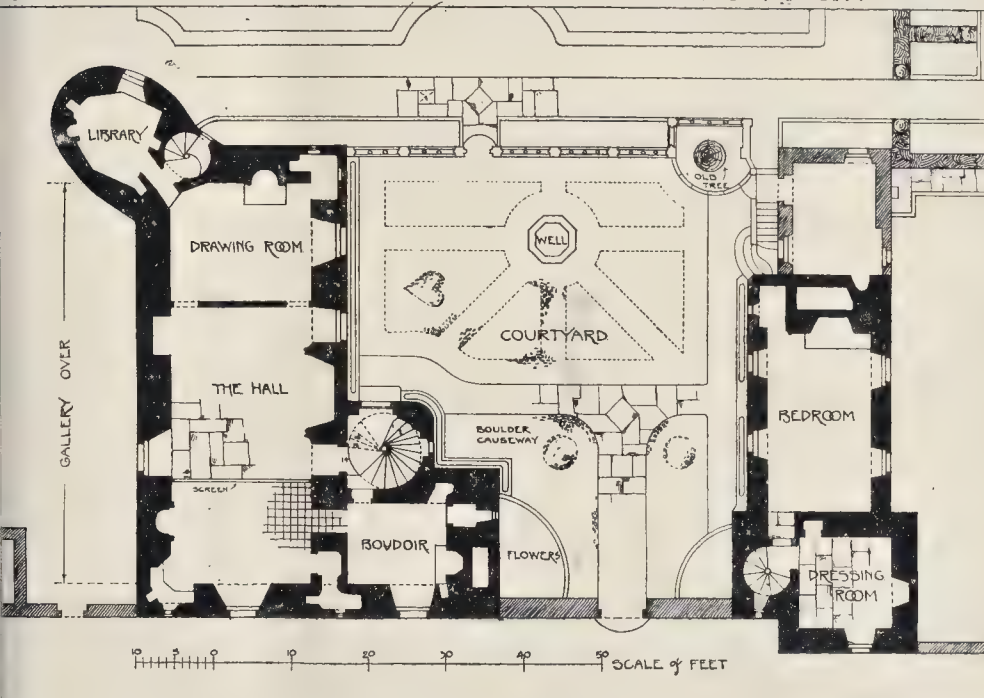 LIBRARY
OLD
TREE
DRAWING ROOM
WELL
COURTYARD
GALLERY OVER
THE HALL
BEDROOM
BOULDER
CAUSEWAY
SCREEN
BOUDOIR
FLOWERS
DRESSING
ROOM
10 5 0 10 20 30 40 50 SCALE of FEET